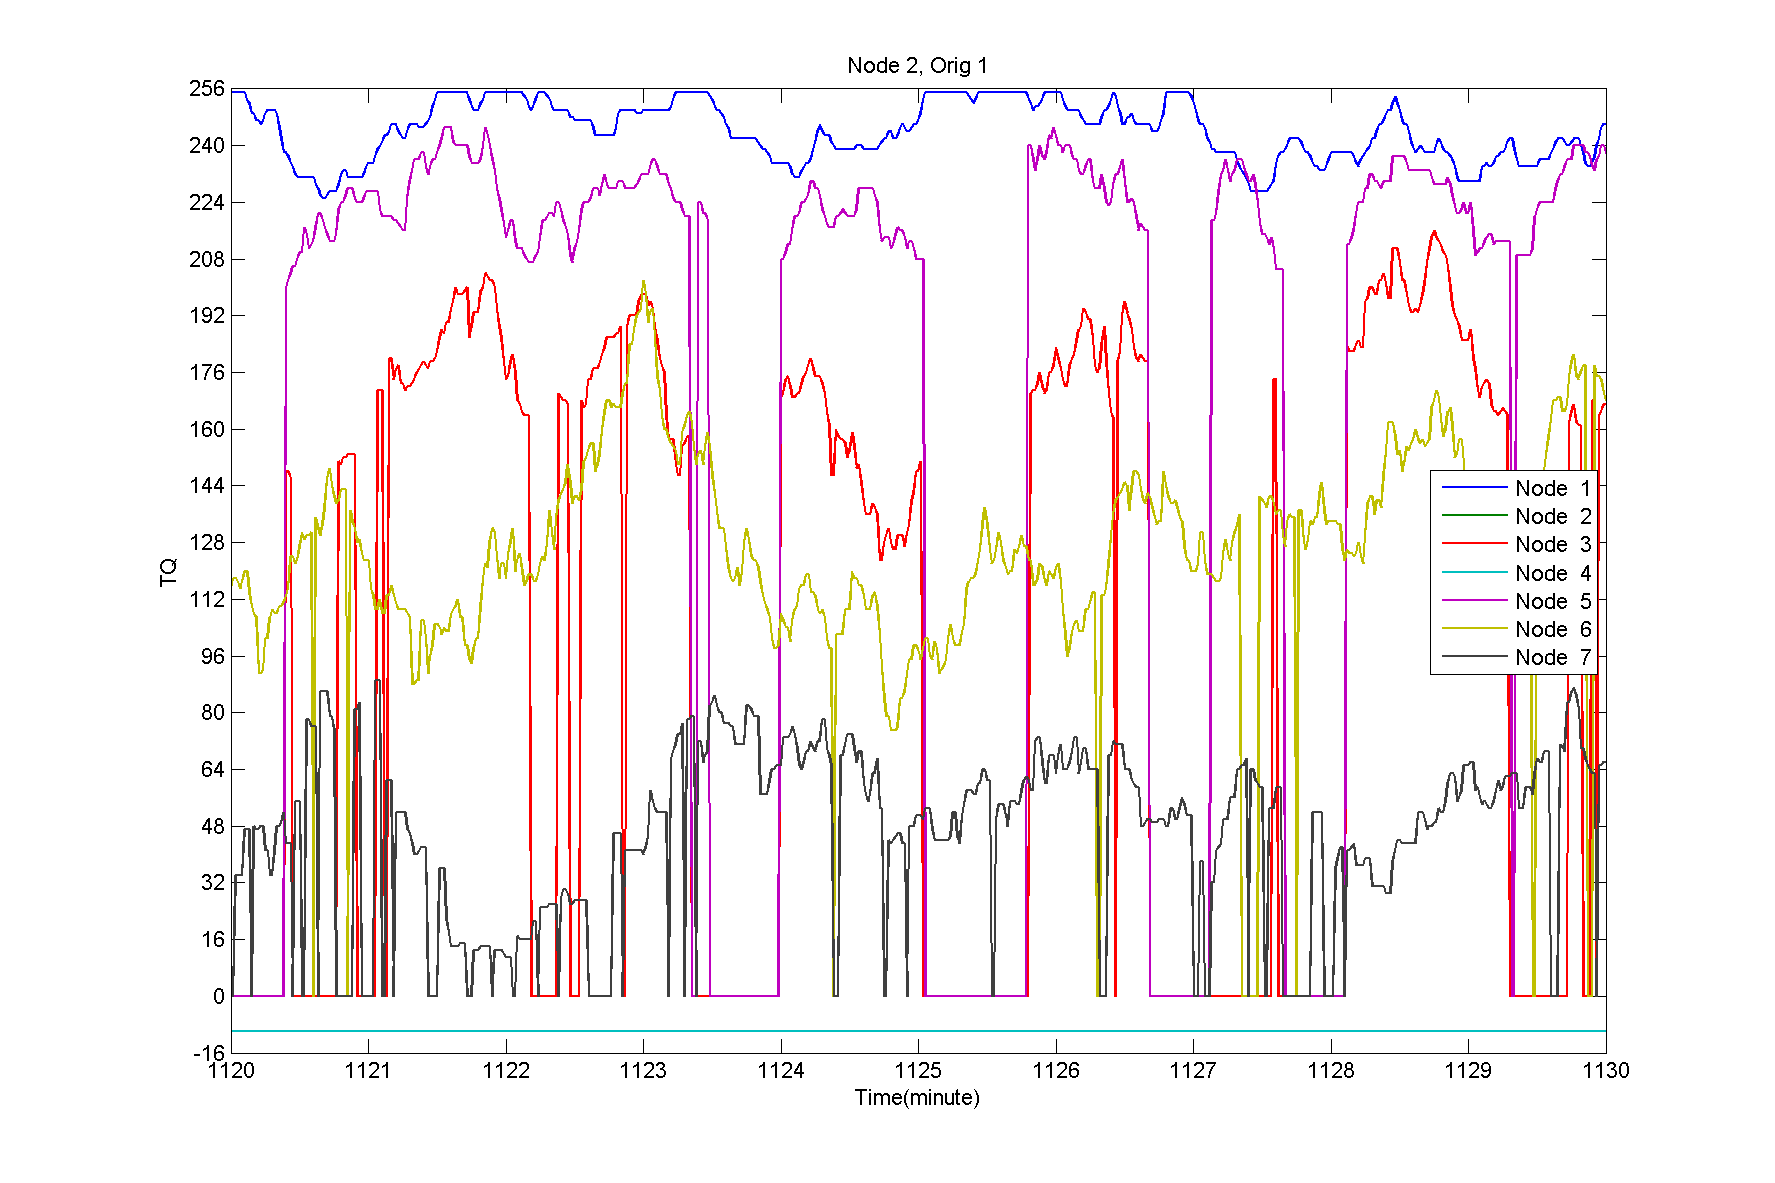 Node 2, Orig 1
256
240
224
208
192
176
160
144
128
112
96
80
64
48
32
16
0
-16
TQ
Node 1
Node 2
Node 3
Node 4
Node 5
Node 6
Node 7
1120 1121 1122 1123 1124 1125 1126 1127 1128 1129 1130
Time(minute)